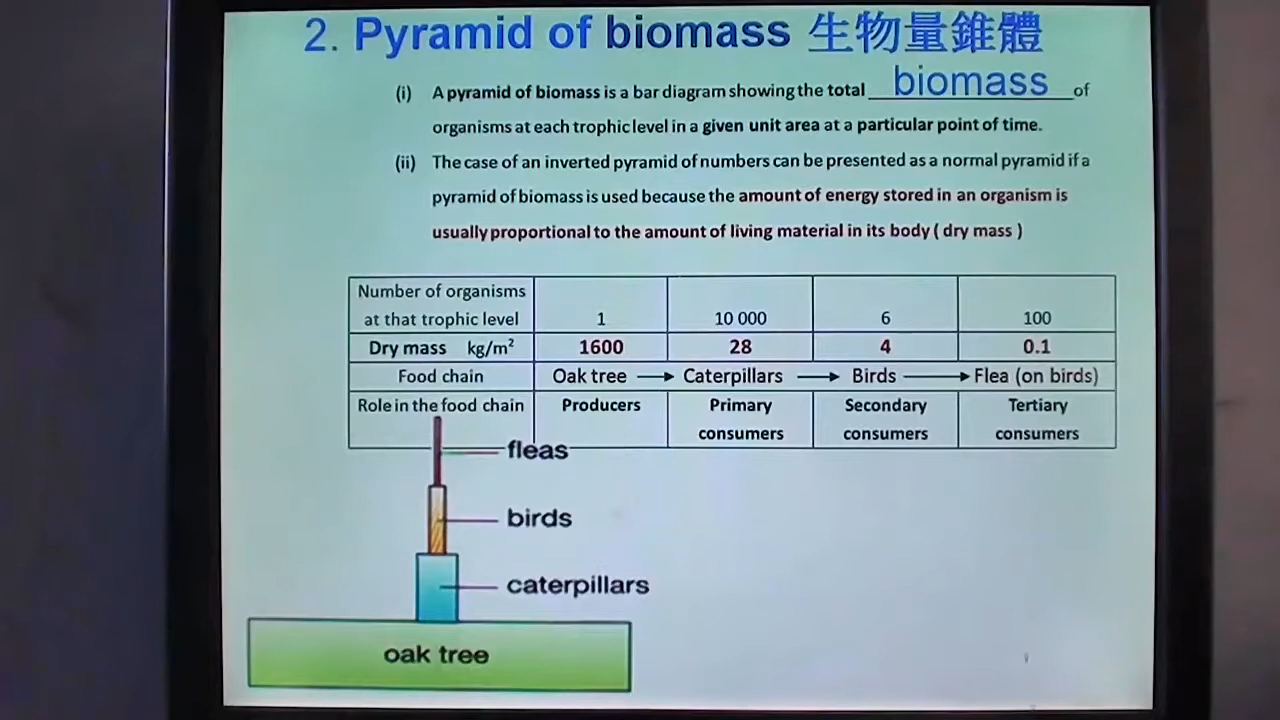 2. Pyramid of biomass 生物量錐體
(i) A pyramid of biomass is a bar diagram showing the total biomass of
organisms at each trophic level in a given unit area at a particular point of time.
(ii) The case of an inverted pyramid of numbers can be presented as a normal pyramid if a
pyramid of biomass is used because the amount of energy stored in an organism is
usually proportional to the amount of living material in its body ( dry mass )
Number of organisms
at that trophic level 1 10 000 6 100
Dry mass kg/m² 1600 28 4 0.1
Food chain Oak tree → Caterpillars → Birds → Flea (on birds)
Role in the food chain Producers Primary Secondary Tertiary
consumers consumers consumers
fleas
birds
caterpillars
oak tree